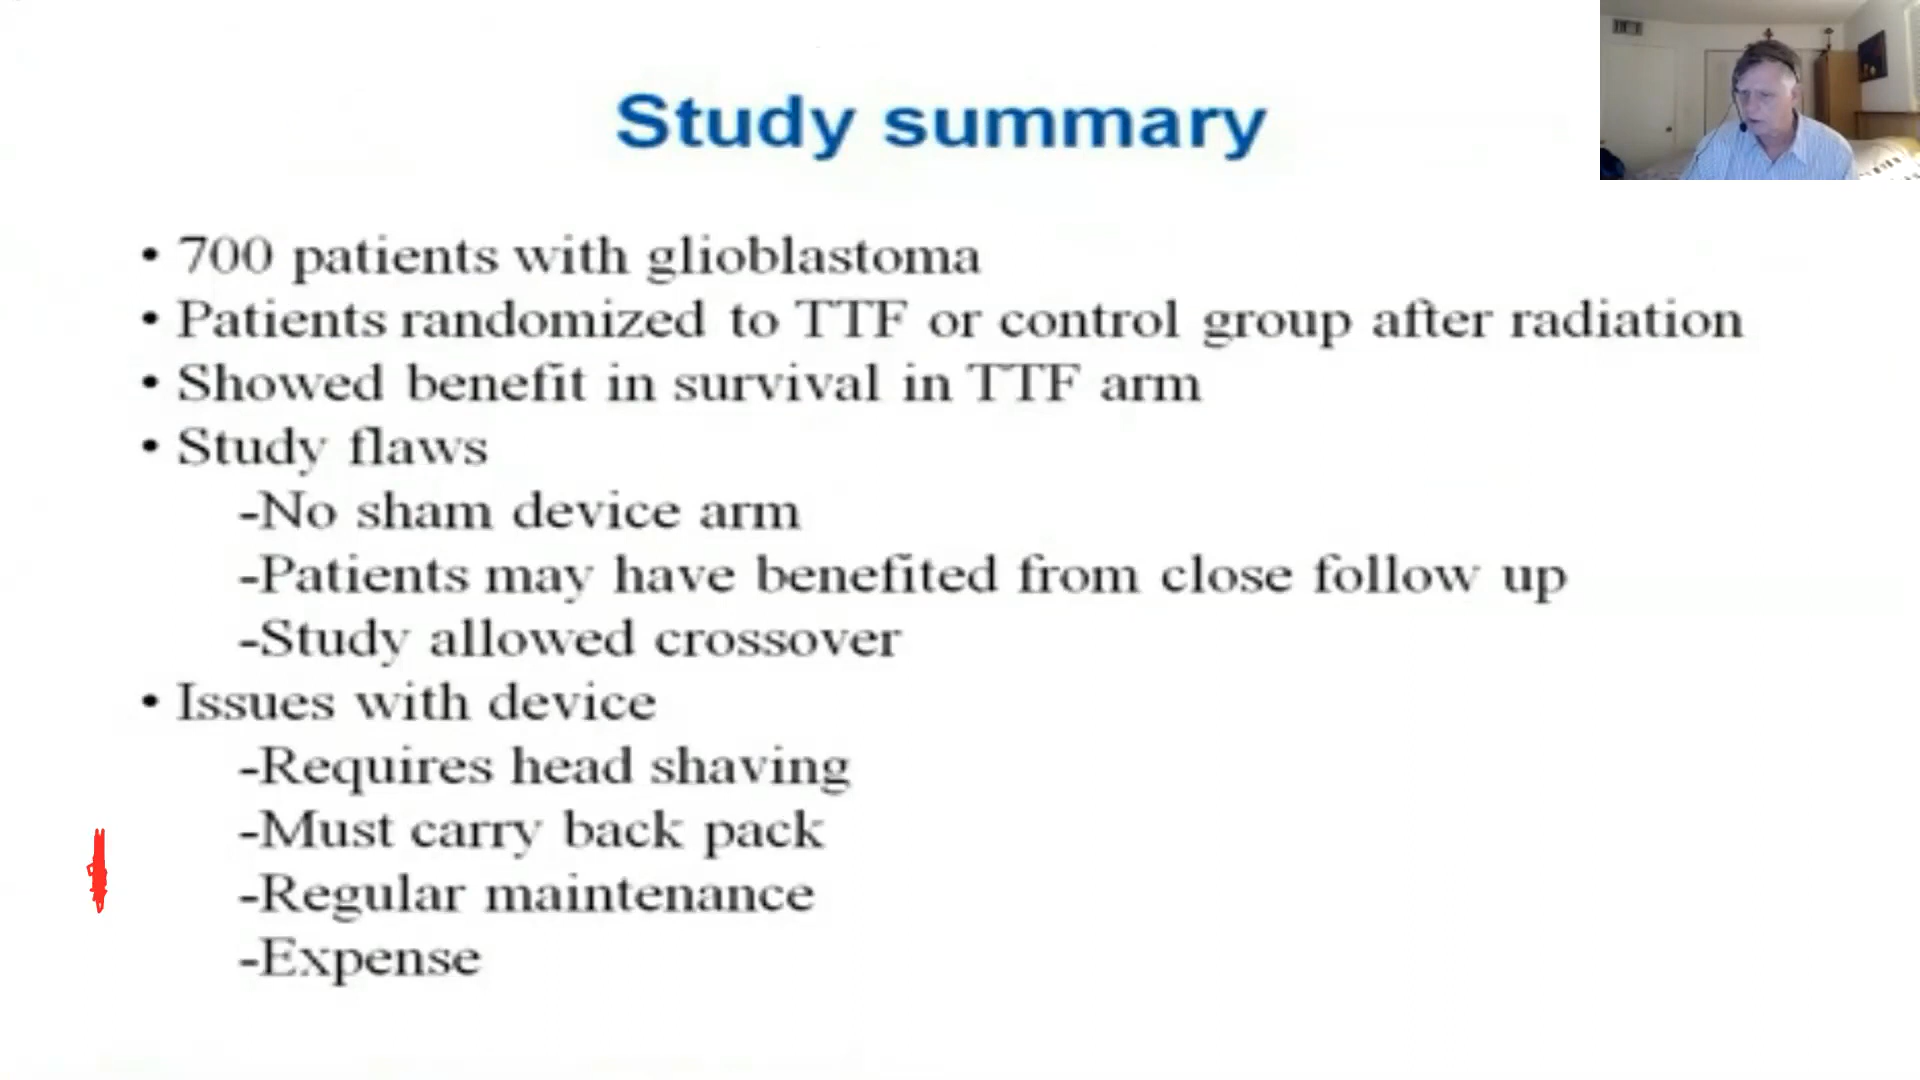 Study summary
• 700 patients with glioblastoma
• Patients randomized to TTF or control group after radiation
• Showed benefit in survival in TTF arm
• Study flaws
-No sham device arm
-Patients may have benefited from close follow up
-Study allowed crossover
• Issues with device
-Requires head shaving
-Must carry back pack
-Regular maintenance
-Expense